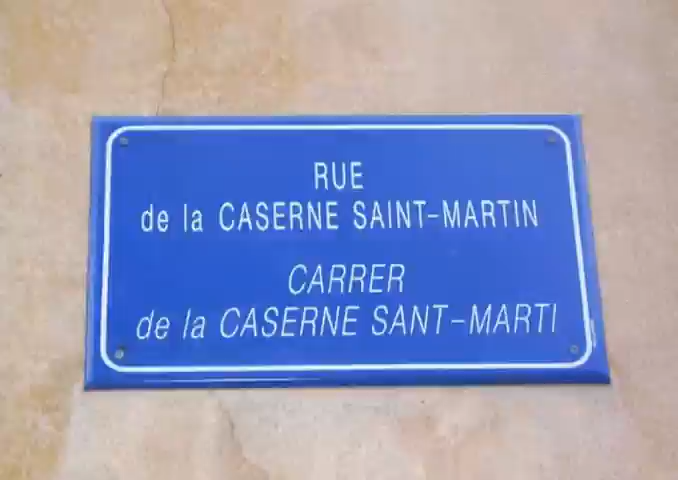 RUE
de la CASERNE SAINT-MARTIN
CARRER
de la CASERNE SANT-MARTI